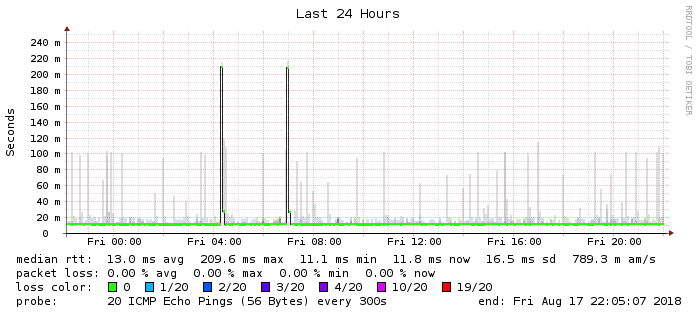 Last 24 Hours
RRDTOOL / TOBI OETIKER
Seconds
240 m
220 m
200 m
180 m
160 m
140 m
120 m
100 m
80 m
60 m
40 m
20 m
0
Fri 00:00 Fri 04:00 Fri 08:00 Fri 12:00 Fri 16:00 Fri 20:00
median rtt: 13.0 ms avg 209.6 ms max 11.1 ms min 11.8 ms now 16.5 ms sd 789.3 m am/s
packet loss: 0.00 % avg 0.00 % max 0.00 % min 0.00 % now
loss color: 0 1/20 2/20 3/20 4/20 10/20 19/20
probe: 20 ICMP Echo Pings (56 Bytes) every 300s end: Fri Aug 17 22:05:07 2018